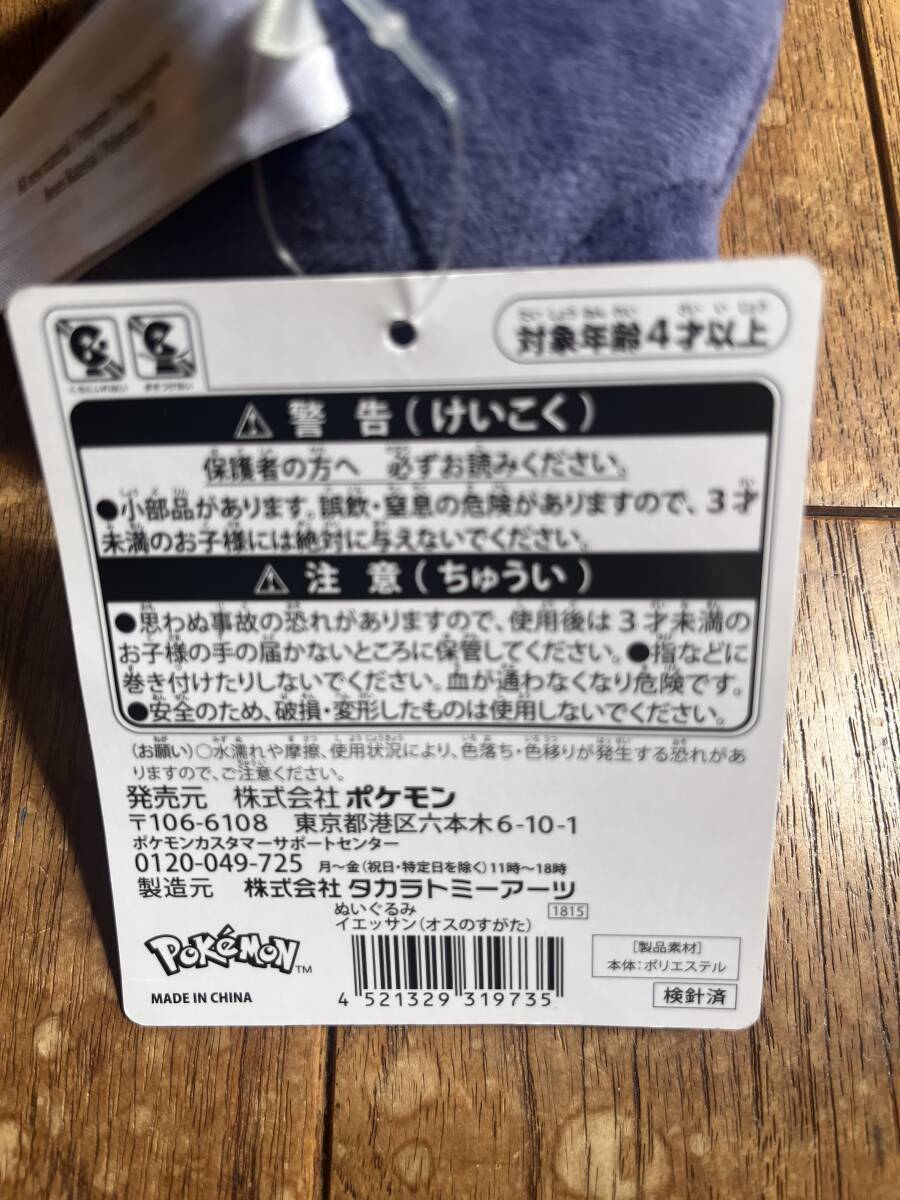 All new material: Polyester
対象年齢4才以上
くちにいれない
警告(けいこく)
保護者の方へ 必ずお読みください。
●小部品があります。誤飲・窒息の危険がありますので、3才
未満のお子様には絶対に与えないでください。
注意(ちゅうい)
●思わぬ事故の恐れがありますので、使用後は3才未満の
お子様の手の届かないところに保管してください。●指などに
巻き付けたりしないでください。血が通わなくなり危険です。
●安全のため、破損・変形したものは使用しないでください。
(お願い)○水濡れや摩擦、使用状況により、色落ち・色移りが発生する恐れがあ
りますので、ご注意ください。
発売元 株式会社ポケモン
〒106-6108 東京都港区六本木6-10-1
ポケモンカスタマーサポートセンター
0120-049-725 月〜金(祝日・特定日を除く)11時〜18時
製造元 株式会社タカラトミーアーツ
ぬいぐるみ 1815
イエッサン(オスのすがた)
POKéMON TM
MADE IN CHINA
4 521329 319735
[製品素材]
本体:ポリエステル
検針済